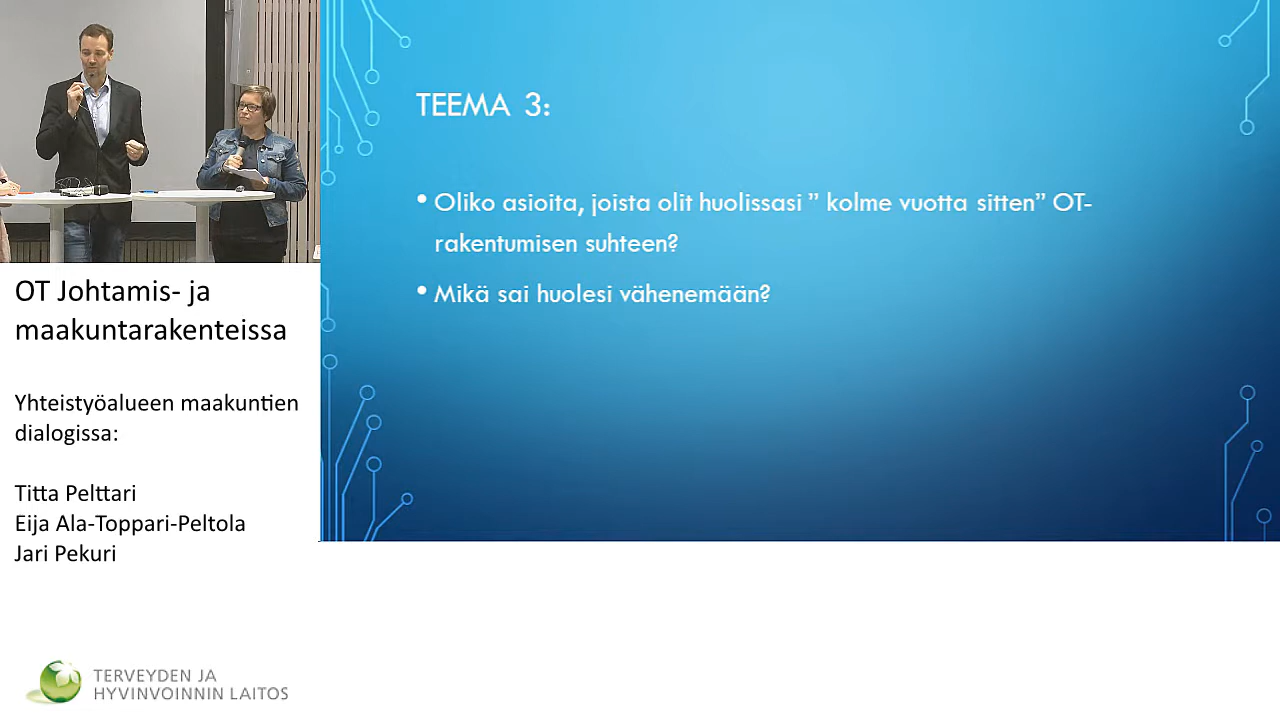 TEEMA 3:
• Oliko asioita, joista olit huolissasi ” kolme vuotta sitten” OT-
rakentumisen suhteen?
• Mikä sai huolesi vähenemään?
OT Johtamis- ja
maakuntarakenteissa
Yhteistyöalueen maakuntien
dialogissa:
Titta Pelttari
Eija Ala-Toppari-Peltola
Jari Pekuri
TERVEYDEN JA
HYVINVOINNIN LAITOS